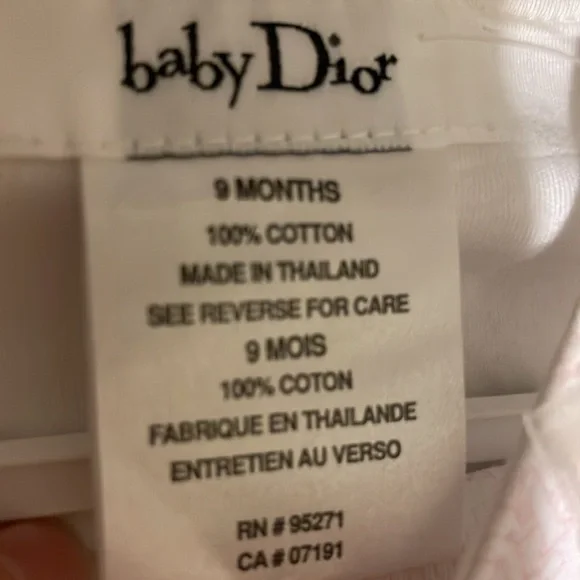 baby Dior
9 MONTHS
100% COTTON
MADE IN THAILAND
SEE REVERSE FOR CARE
9 MOIS
100% COTON
FABRIQUE EN THAILANDE
ENTRETIEN AU VERSO
RN # 95271
CA # 07191